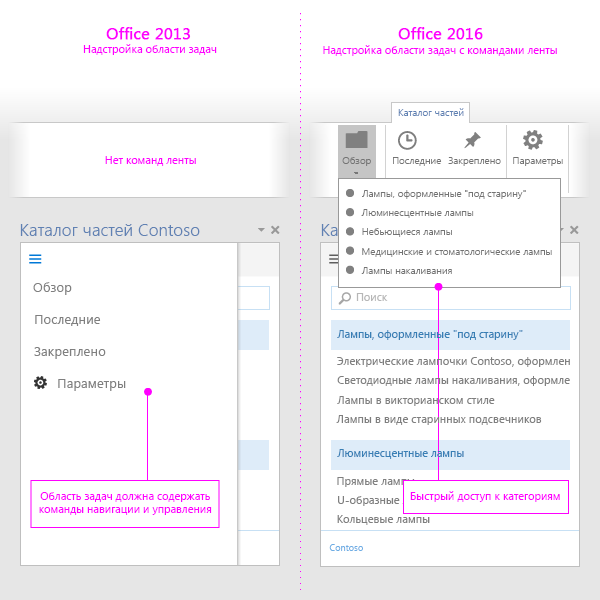 Office 2013
Надстройка области задач
Нет команд ленты
Каталог частей Contoso
Обзор
Последние
Закреплено
Параметры
Область задач должна содержать
команды навигации и управления
Office 2016
Надстройка области задач с командами ленты
Каталог частей
Обзор
Последние
Закреплено
Параметры
Лампы, оформленные "под старину"
Люминесцентные лампы
Небьющиеся лампы
Медицинские и стоматологические лампы
Лампы накаливания
Поиск
Лампы, оформленные "под старину"
Электрические лампочки Contoso, оформлен
Светодиодные лампы накаливания, оформле
Лампы в викторианском стиле
Лампы в виде старинных подсвечников
Люминесцентные лампы
Прямые лампы
U-образные
Быстрый доступ к категориям
Кольцевые лампы
Contoso